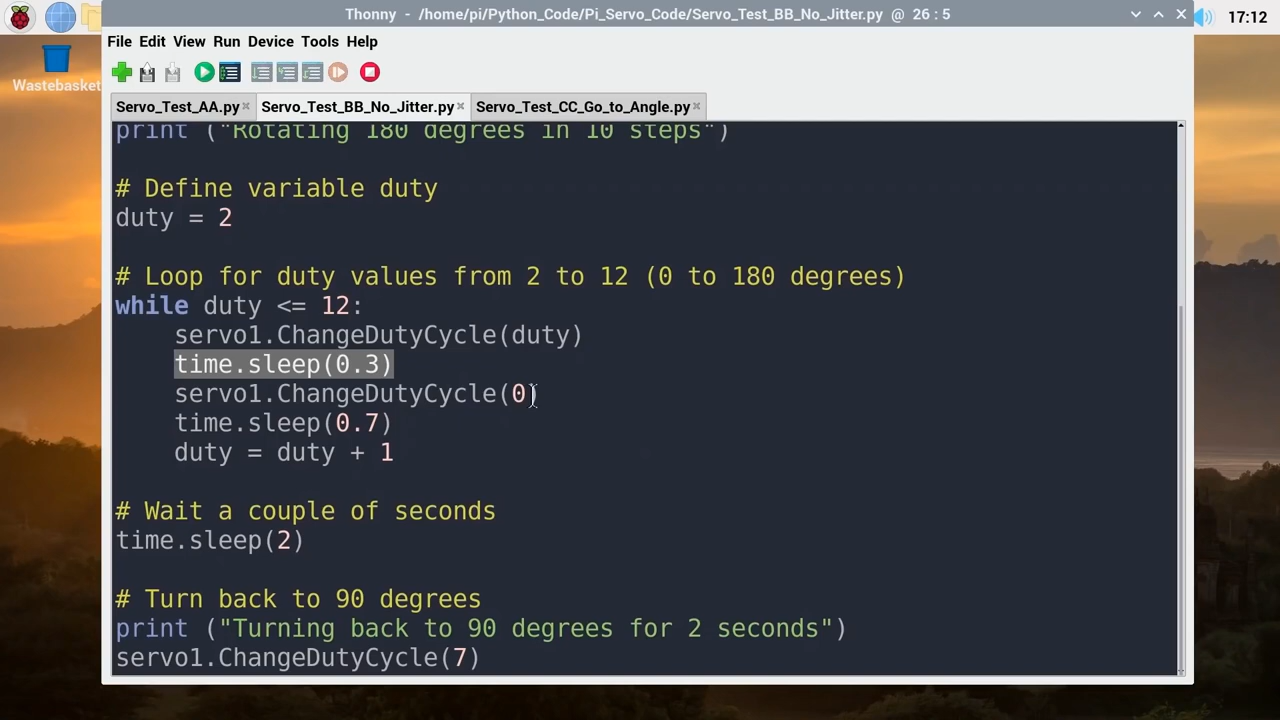 Thonny - /home/pi/Python_Code/Pi_Servo_Code/Servo_Test_BB_No_Jitter.py @ 26 : 5
17:12
File Edit View Run Device Tools Help
Wastebasket
Servo_Test_AA.py Servo_Test_BB_No_Jitter.py Servo_Test_CC_Go_to_Angle.py
print ("Rotating 180 degrees in 10 steps")
# Define variable duty
duty = 2
# Loop for duty values from 2 to 12 (0 to 180 degrees)
while duty <= 12:
servo1.ChangeDutyCycle(duty)
time.sleep(0.3)
servo1.ChangeDutyCycle(0)
time.sleep(0.7)
duty = duty + 1
# Wait a couple of seconds
time.sleep(2)
# Turn back to 90 degrees
print ("Turning back to 90 degrees for 2 seconds")
servo1.ChangeDutyCycle(7)